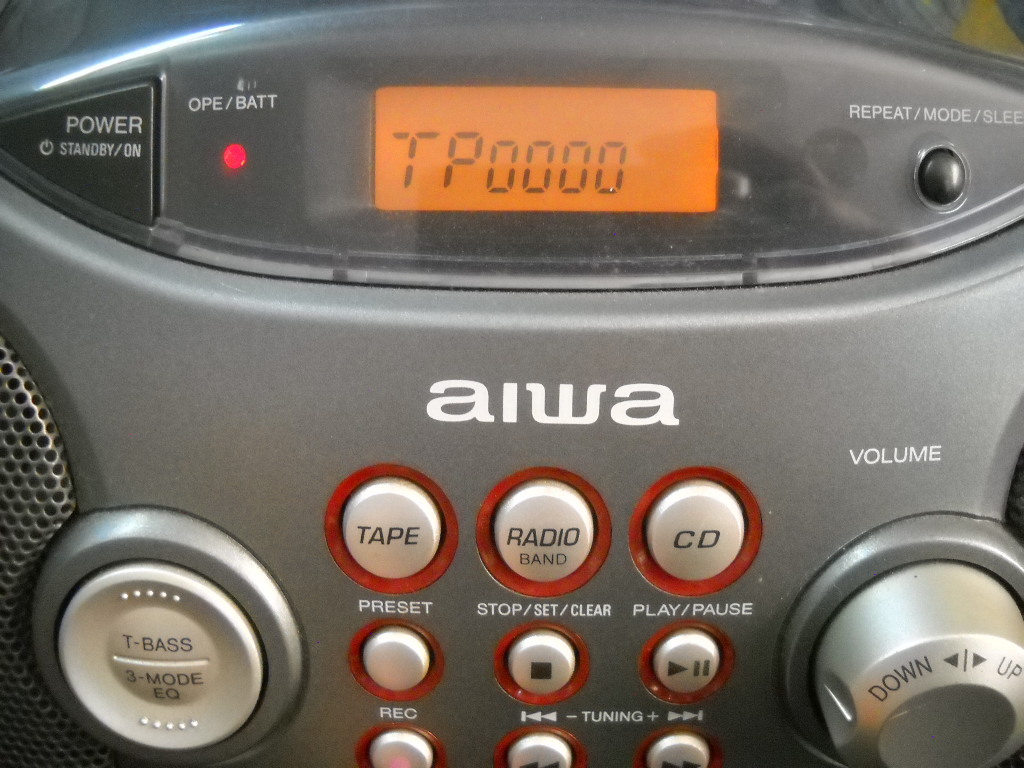 OPE/BATT
POWER
STANDBY/ON
TP0000
REPEAT/MODE/SLEE
aiwa
VOLUME
TAPE
RADIO
BAND
CD
PRESET
STOP/SET/CLEAR
PLAY/PAUSE
T-BASS
3-MODE
EQ
DOWN
UP
REC
- TUNING +